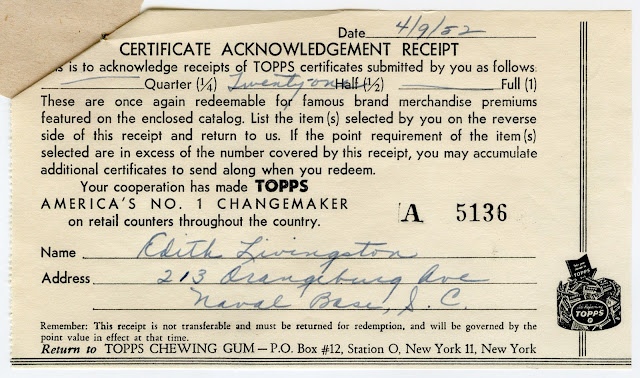 Date 4/9/52
CERTIFICATE ACKNOWLEDGEMENT RECEIPT
is is to acknowledge receipts of TOPPS certificates submitted by you as follows:
Quarter (¼) Twenty one Half (½) Full (1)
These are once again redeemable for famous brand merchandise premiums
featured on the enclosed catalog. List the item(s) selected by you on the reverse
side of this receipt and return to us. If the point requirement of the item(s)
selected are in excess of the number covered by this receipt, you may accumulate
additional certificates to send along when you redeem.
Your cooperation has made TOPPS
AMERICA'S NO. 1 CHANGEMAKER
on retail counters throughout the country.
A 5136
Name Edith Livingston
Address 213 Orangeburg Ave
Naval Base, S. C.
TOPPS
Remember: This receipt is not transferable and must be returned for redemption, and will be governed by the
point value in effect at that time.
Return to TOPPS CHEWING GUM — P.O. Box #12, Station O, New York 11, New York